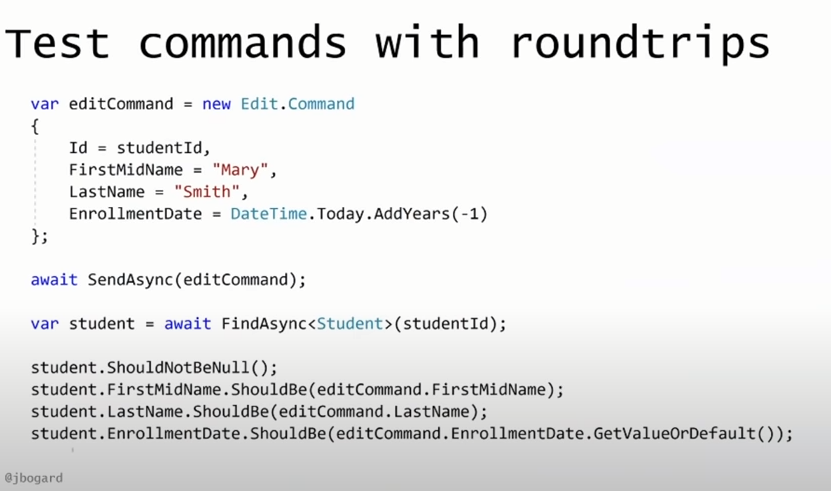 Test commands with roundtrips
var editCommand = new Edit.Command
{
    Id = studentId,
    FirstMidName = "Mary",
    LastName = "Smith",
    EnrollmentDate = DateTime.Today.AddYears(-1)
};
await SendAsync(editCommand);
var student = await FindAsync<Student>(studentId);
student.ShouldNotBeNull();
student.FirstMidName.ShouldBe(editCommand.FirstMidName);
student.LastName.ShouldBe(editCommand.LastName);
student.EnrollmentDate.ShouldBe(editCommand.EnrollmentDate.GetValueOrDefault());
@jbogard